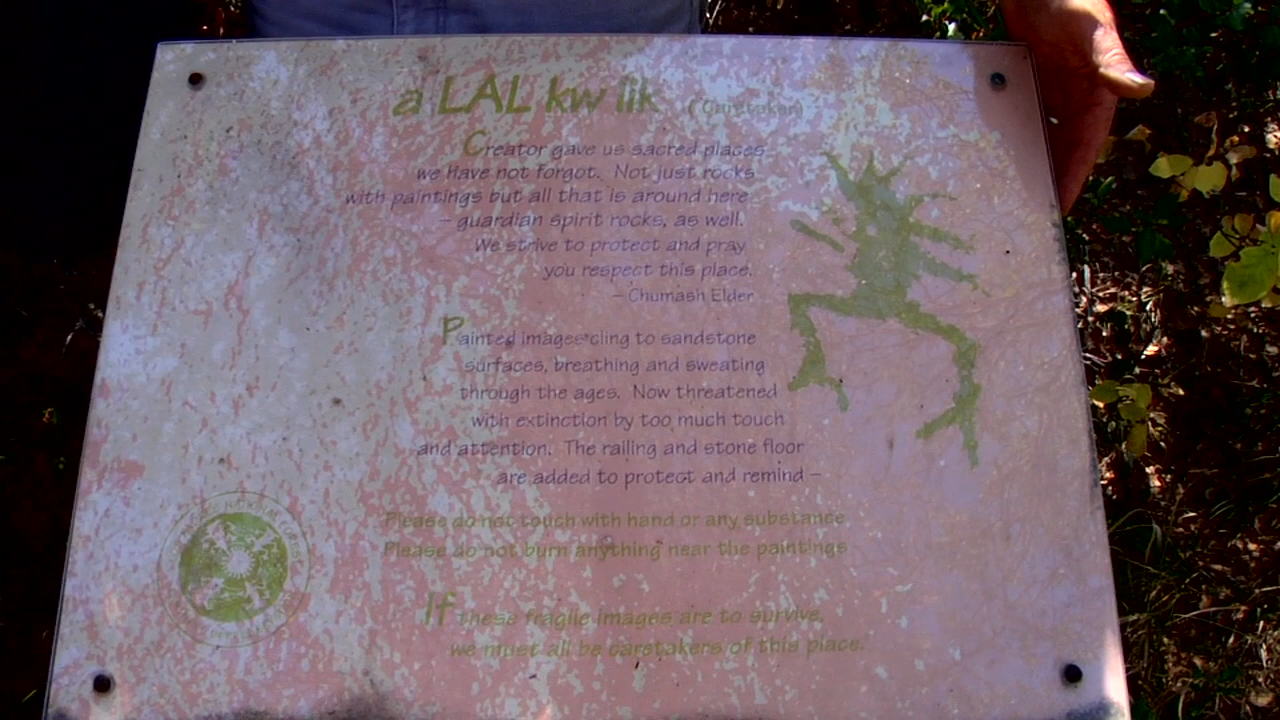 a LAL kw lik (Caretaker)
Creator gave us sacred places
we have not forgot. Not just rocks
with paintings but all that is around here
– guardian spirit rocks, as well.
We strive to protect and pray
you respect this place.
– Chumash Elder
Painted images cling to sandstone
surfaces, breathing and sweating
through the ages. Now threatened
with extinction by too much touch
and attention. The railing and stone floor
are added to protect and remind –
Please do not touch with hand or any substance
Please do not burn anything near the paintings
If these fragile images are to survive,
we must all be caretakers of this place.